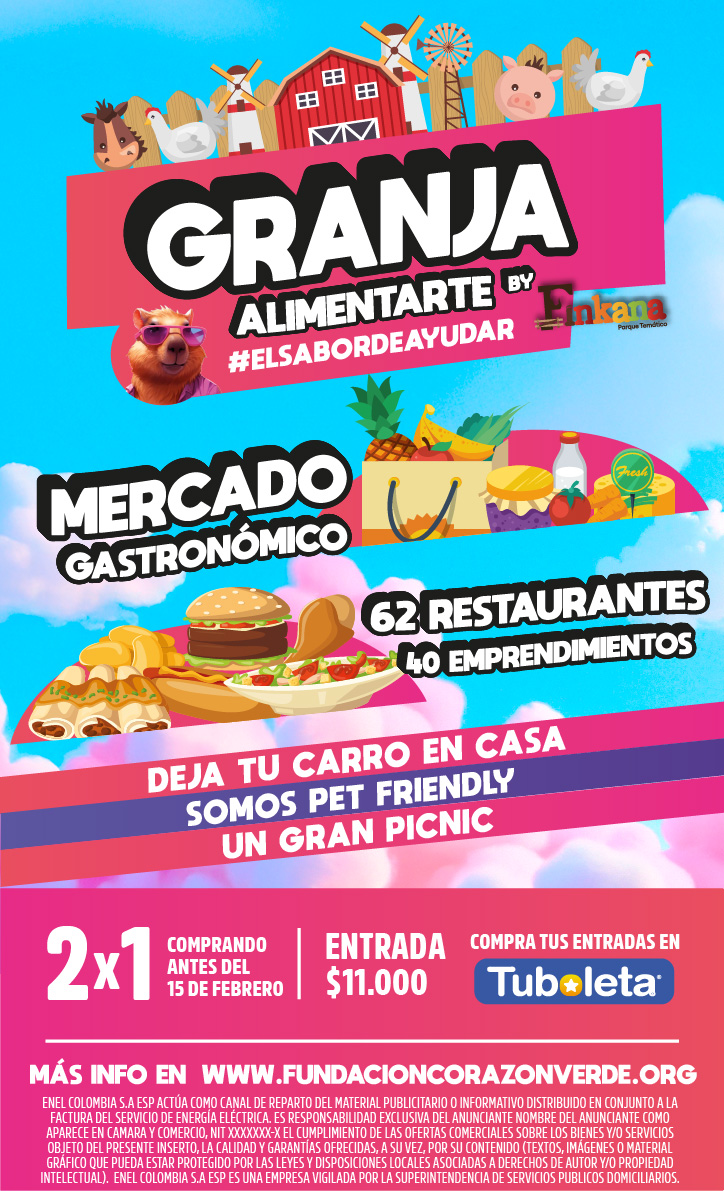 GRANJA
ALIMENTARTE BY Finkana
Parque Temático
#ELSABORDEAYUDAR
MERCADO
GASTRONÓMICO
Fresh
62 RESTAURANTES
40 EMPRENDIMIENTOS
DEJA TU CARRO EN CASA
SOMOS PET FRIENDLY
UN GRAN PICNIC
2x1
COMPRANDO
ANTES DEL
15 DE FEBRERO
ENTRADA
$11.000
COMPRA TUS ENTRADAS EN
Tuboleta
MÁS INFO EN WWW.FUNDACIONCORAZONVERDE.ORG
ENEL COLOMBIA S.A ESP ACTÚA COMO CANAL DE REPARTO DEL MATERIAL PUBLICITARIO O INFORMATIVO DISTRIBUIDO EN CONJUNTO A LA
FACTURA DEL SERVICIO DE ENERGÍA ELÉCTRICA. ES RESPONSABILIDAD EXCLUSIVA DEL ANUNCIANTE NOMBRE DEL ANUNCIANTE COMO
APARECE EN CAMARA Y COMERCIO, NIT XXXXXXX-X EL CUMPLIMIENTO DE LAS OFERTAS COMERCIALES SOBRE LOS BIENES Y/O SERVICIOS
OBJETO DEL PRESENTE INSERTO, LA CALIDAD Y GARANTÍAS OFRECIDAS, A SU VEZ, POR SU CONTENIDO (TEXTOS, IMÁGENES O MATERIAL
GRÁFICO QUE PUEDA ESTAR PROTEGIDO POR LAS LEYES Y DISPOSICIONES LOCALES ASOCIADAS A DERECHOS DE AUTOR Y/O PROPIEDAD
INTELECTUAL). ENEL COLOMBIA S.A ESP ES UNA EMPRESA VIGILADA POR LA SUPERINTENDENCIA DE SERVICIOS PUBLICOS DOMICILIARIOS.